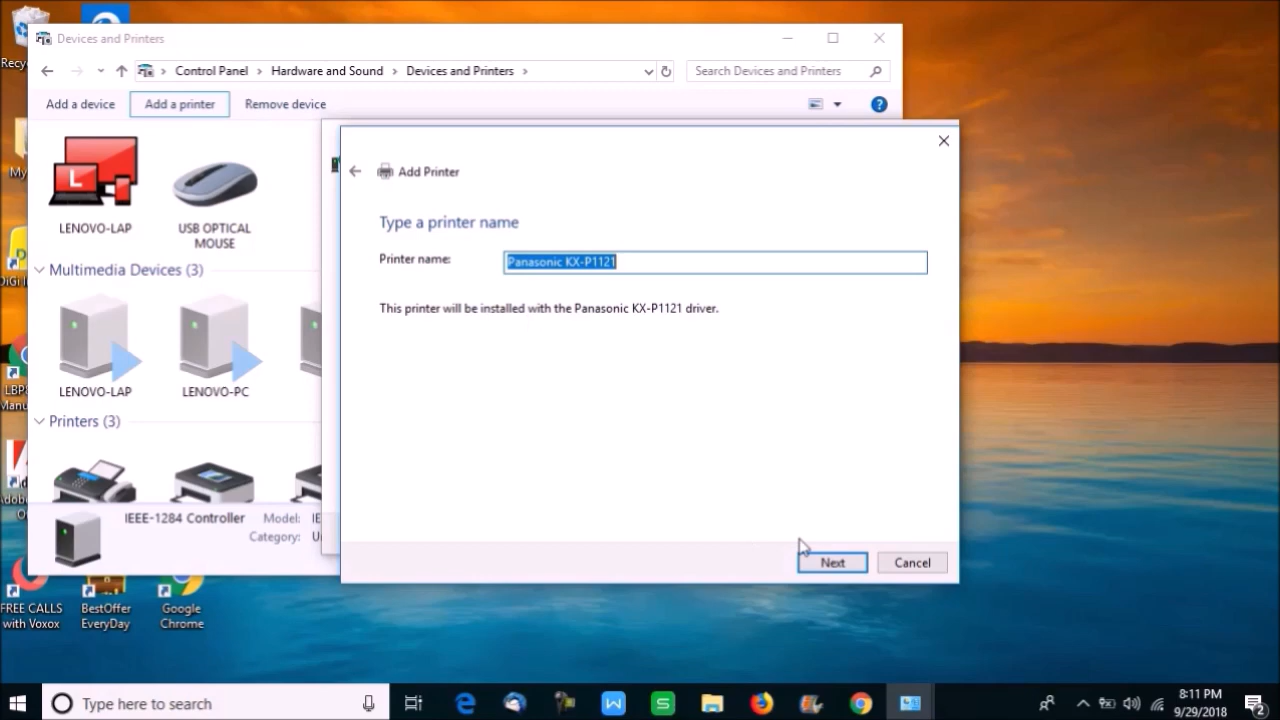 Devices and Printers
Control Panel
Hardware and Sound
Devices and Printers
Search Devices and Printers
Add a device
Add a printer
Remove device
?
Add Printer
Type a printer name
Printer name:
Panasonic KX-P1121
This printer will be installed with the Panasonic KX-P1121 driver.
Next
Cancel
L
LENOVO-LAP
USB OPTICAL
MOUSE
Multimedia Devices (3)
LENOVO-LAP
LENOVO-PC
Printers (3)
IEEE-1284 Controller
Model:
Category:
FREE CALLS
with Voxox
BestOffer
EveryDay
Google
Chrome
Type here to search
W
S
8:11 PM
9/29/2018
2